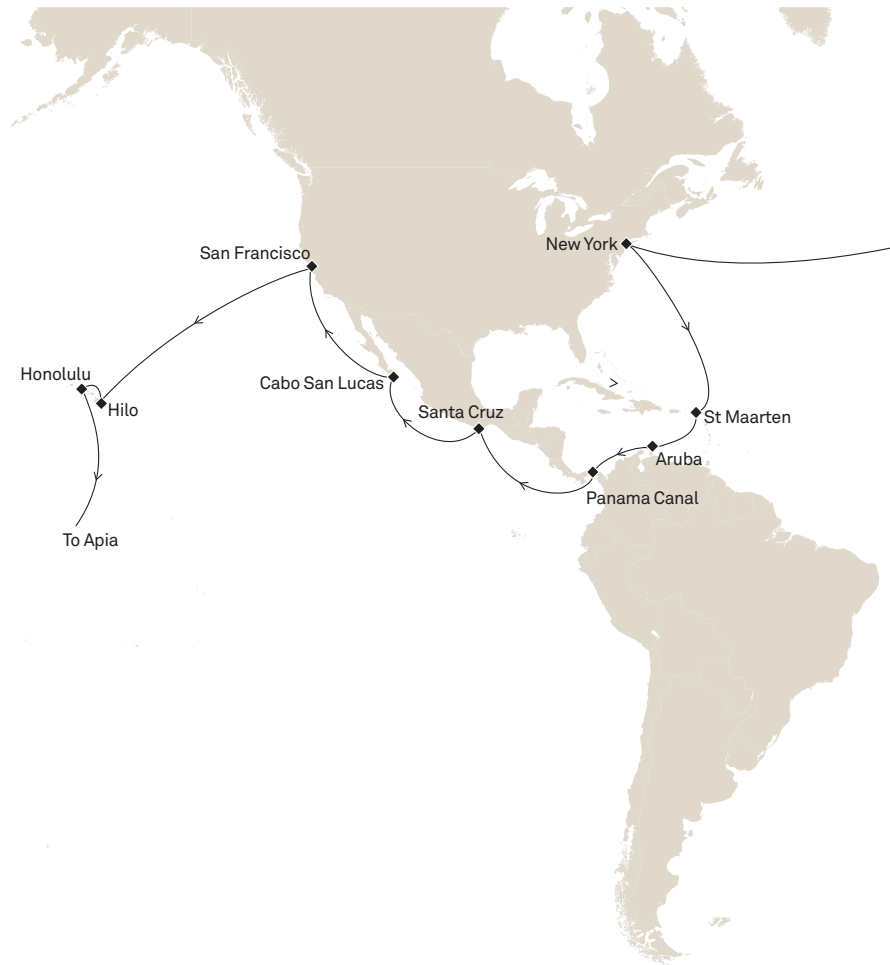 New York
San Francisco
Honolulu
Cabo San Lucas
Hilo
Santa Cruz
St Maarten
Aruba
Panama Canal
To Apia